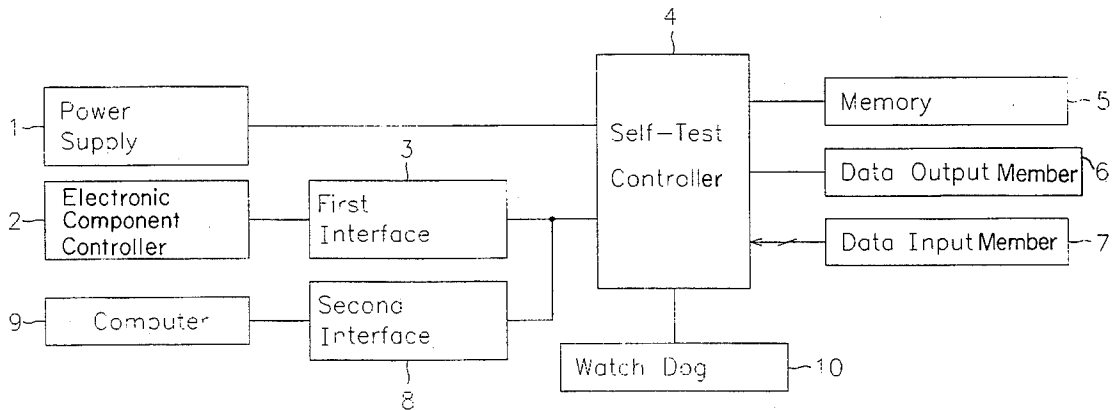 4
Power
Supply
1
Self-Test
Controller
Memory
5
3
Electronic
Component
Controller
2
First
Interface
Data Output Member
6
Data Input Member
7
9
Computer
Second
Interface
8
Watch Dog
10